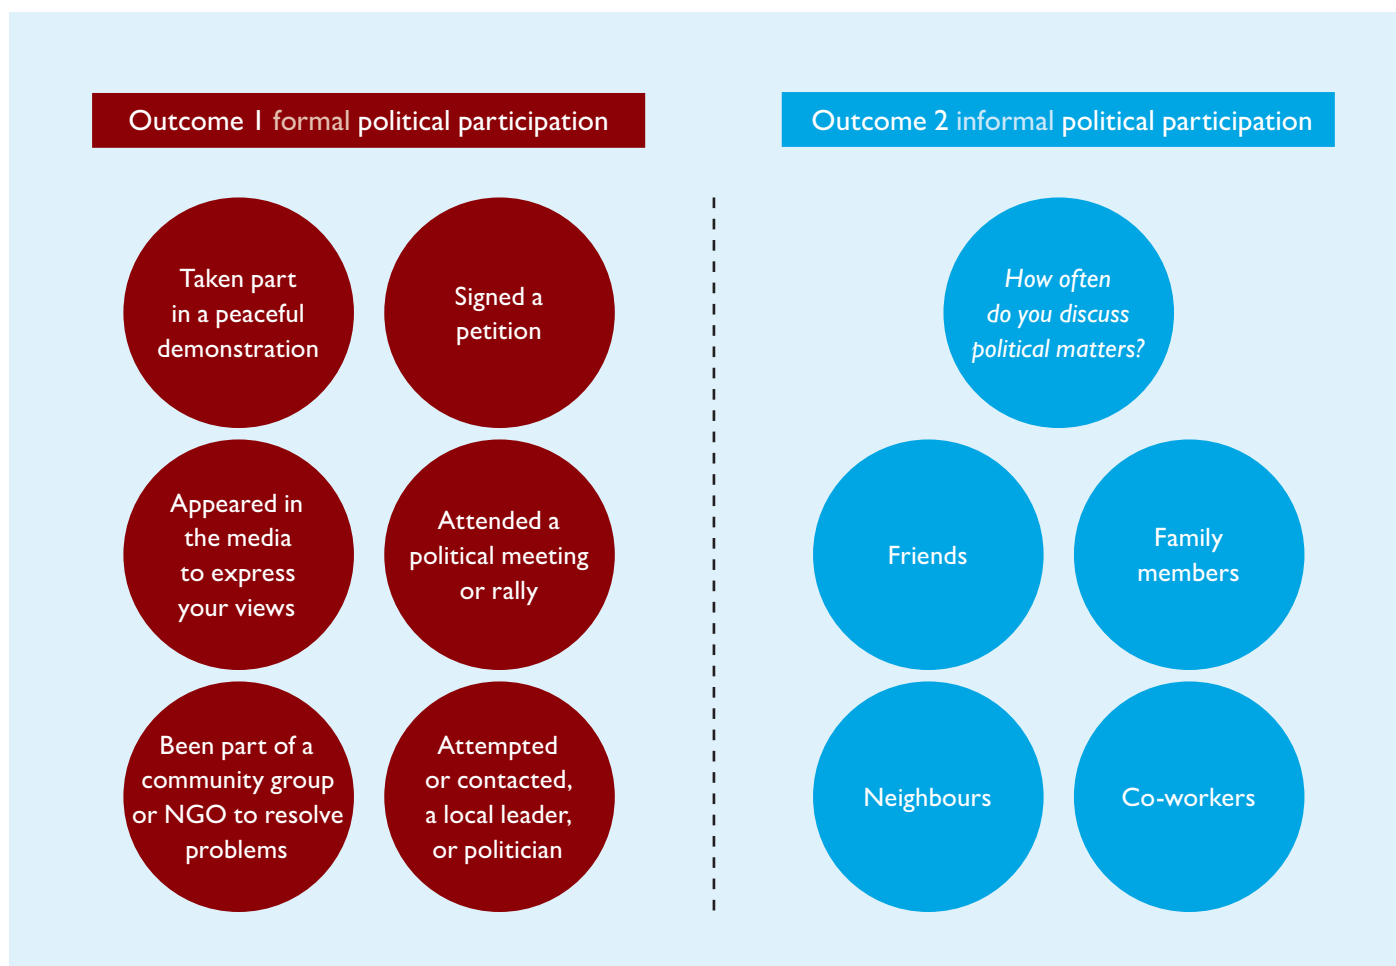 Outcome 1 formal political participation
Taken part
in a peaceful
demonstration
Signed a
petition
Appeared in
the media
to express
your views
Attended a
political meeting
or rally
Been part of a
community group
or NGO to resolve
problems
Attempted
or contacted,
a local leader,
or politician
Outcome 2 informal political participation
How often
do you discuss
political matters?
Friends
Family
members
Neighbours
Co-workers